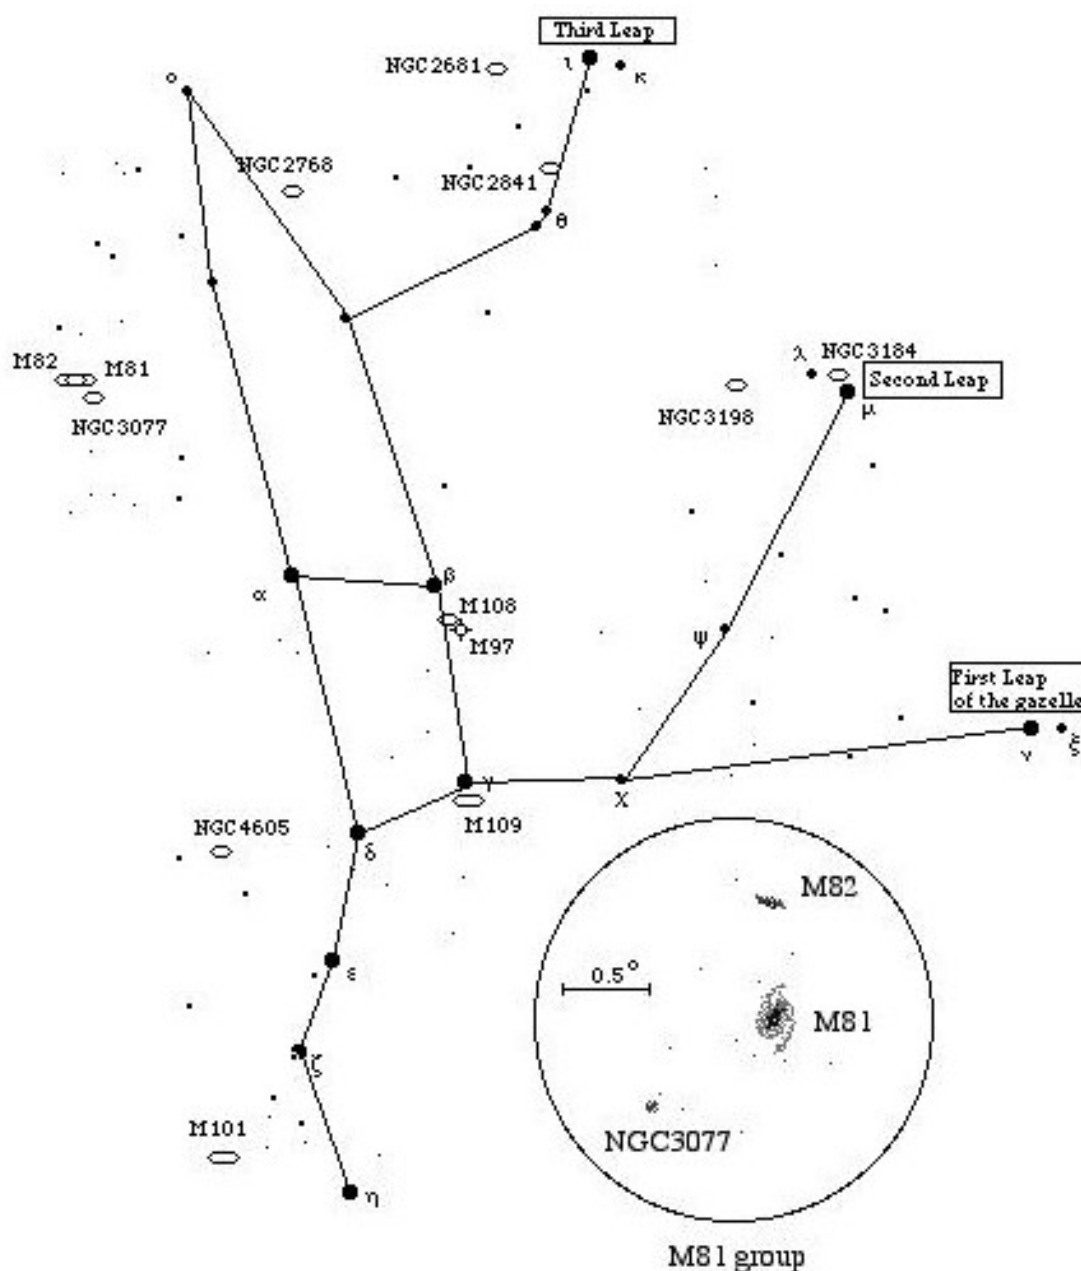 Third Leap
NGC2681
ι
κ
ο
NGC2768
NGC2841
θ
M82
M81
NGC3077
λ
NGC3184
Second Leap
NGC3198
μ
α
β
M108
M97
ψ
First Leap
of the gazelle
ν
ξ
γ
χ
M109
NGC4605
δ
ε
ζ
M101
η
M82
0.5°
M81
NGC3077
M81 group